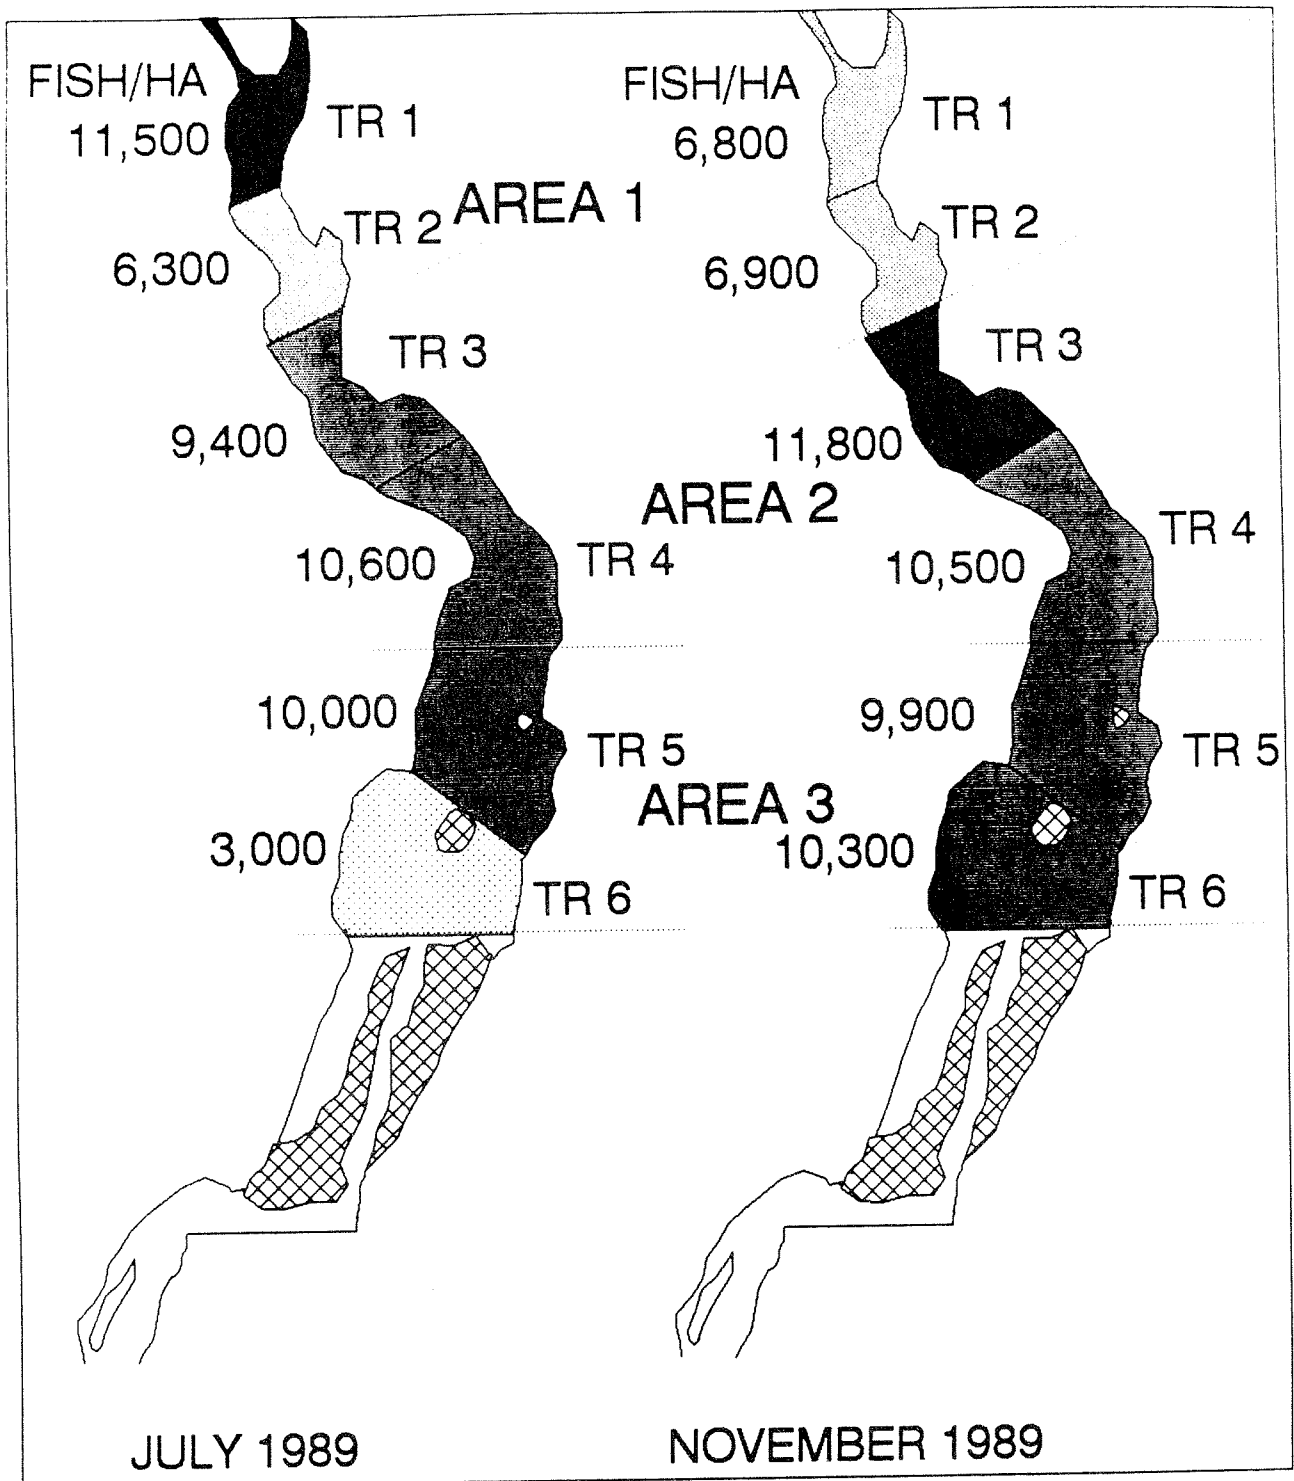 FISH/HA
11,500
TR 1
TR 2
6,300
TR 3
9,400
10,600
TR 4
10,000
TR 5
3,000
TR 6
JULY 1989
AREA 1
AREA 2
AREA 3
FISH/HA
6,800
TR 1
TR 2
6,900
TR 3
11,800
TR 4
10,500
9,900
TR 5
10,300
TR 6
NOVEMBER 1989